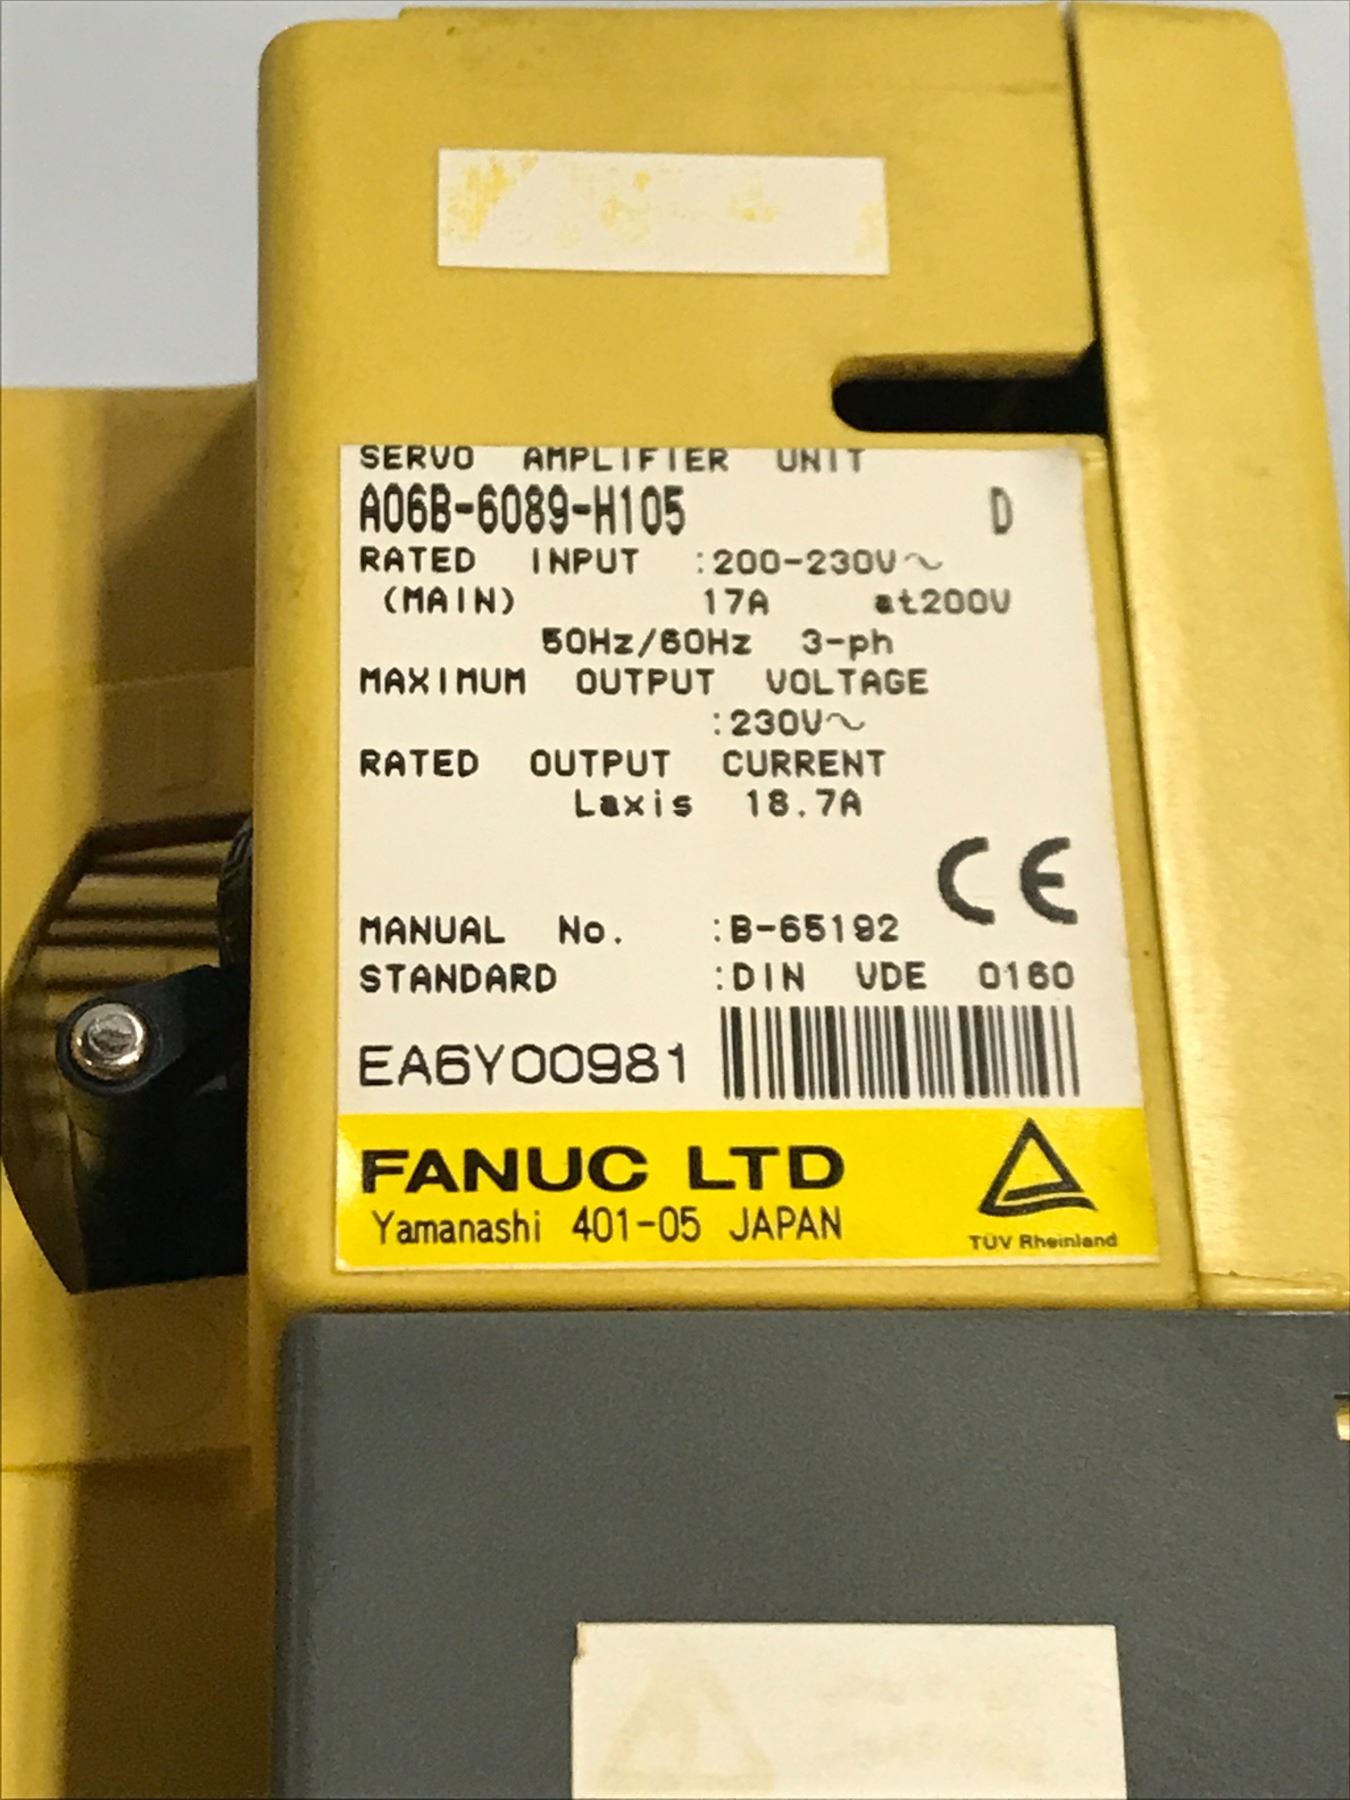 SERVO AMPLIFIER UNIT
A06B-6089-H105 D
RATED INPUT :200-230V~
(MAIN) 17A at200V
50Hz/60Hz 3-ph
MAXIMUM OUTPUT VOLTAGE
:230V~
RATED OUTPUT CURRENT
Laxis 18.7A
CE
MANUAL No. :B-65192
STANDARD :DIN VDE 0160
EA6Y00981
FANUC LTD
Yamanashi 401-05 JAPAN
TÜV Rheinland